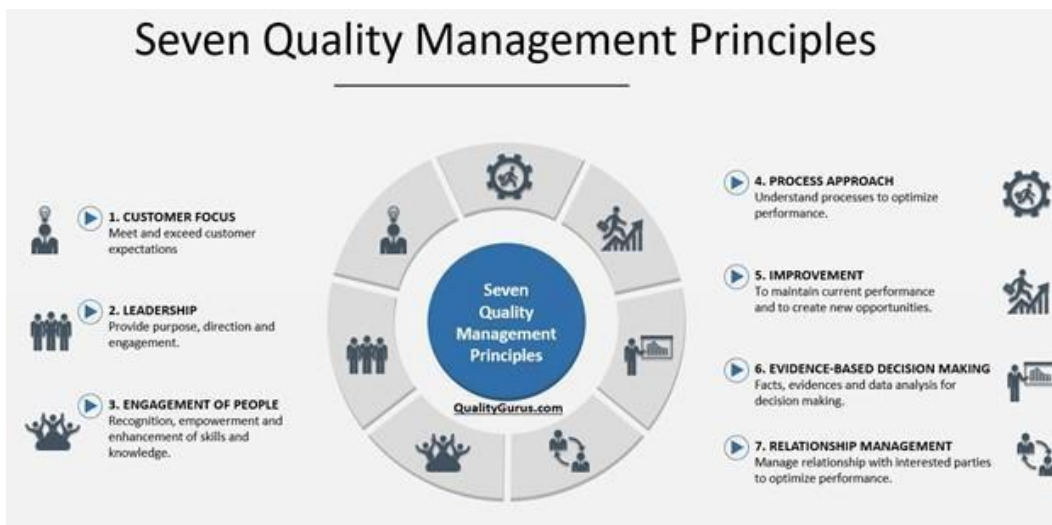 Seven Quality Management Principles
1. CUSTOMER FOCUS
Meet and exceed customer
expectations
2. LEADERSHIP
Provide purpose, direction and
engagement.
3. ENGAGEMENT OF PEOPLE
Recognition, empowerment and
enhancement of skills and
knowledge.
Seven
Quality
Management
Principles
QualityGurus.com
4. PROCESS APPROACH
Understand processes to optimize
performance.
5. IMPROVEMENT
To maintain current performance
and to create new opportunities.
6. EVIDENCE-BASED DECISION MAKING
Facts, evidences and data analysis for
decision making.
7. RELATIONSHIP MANAGEMENT
Manage relationship with interested parties
to optimize performance.